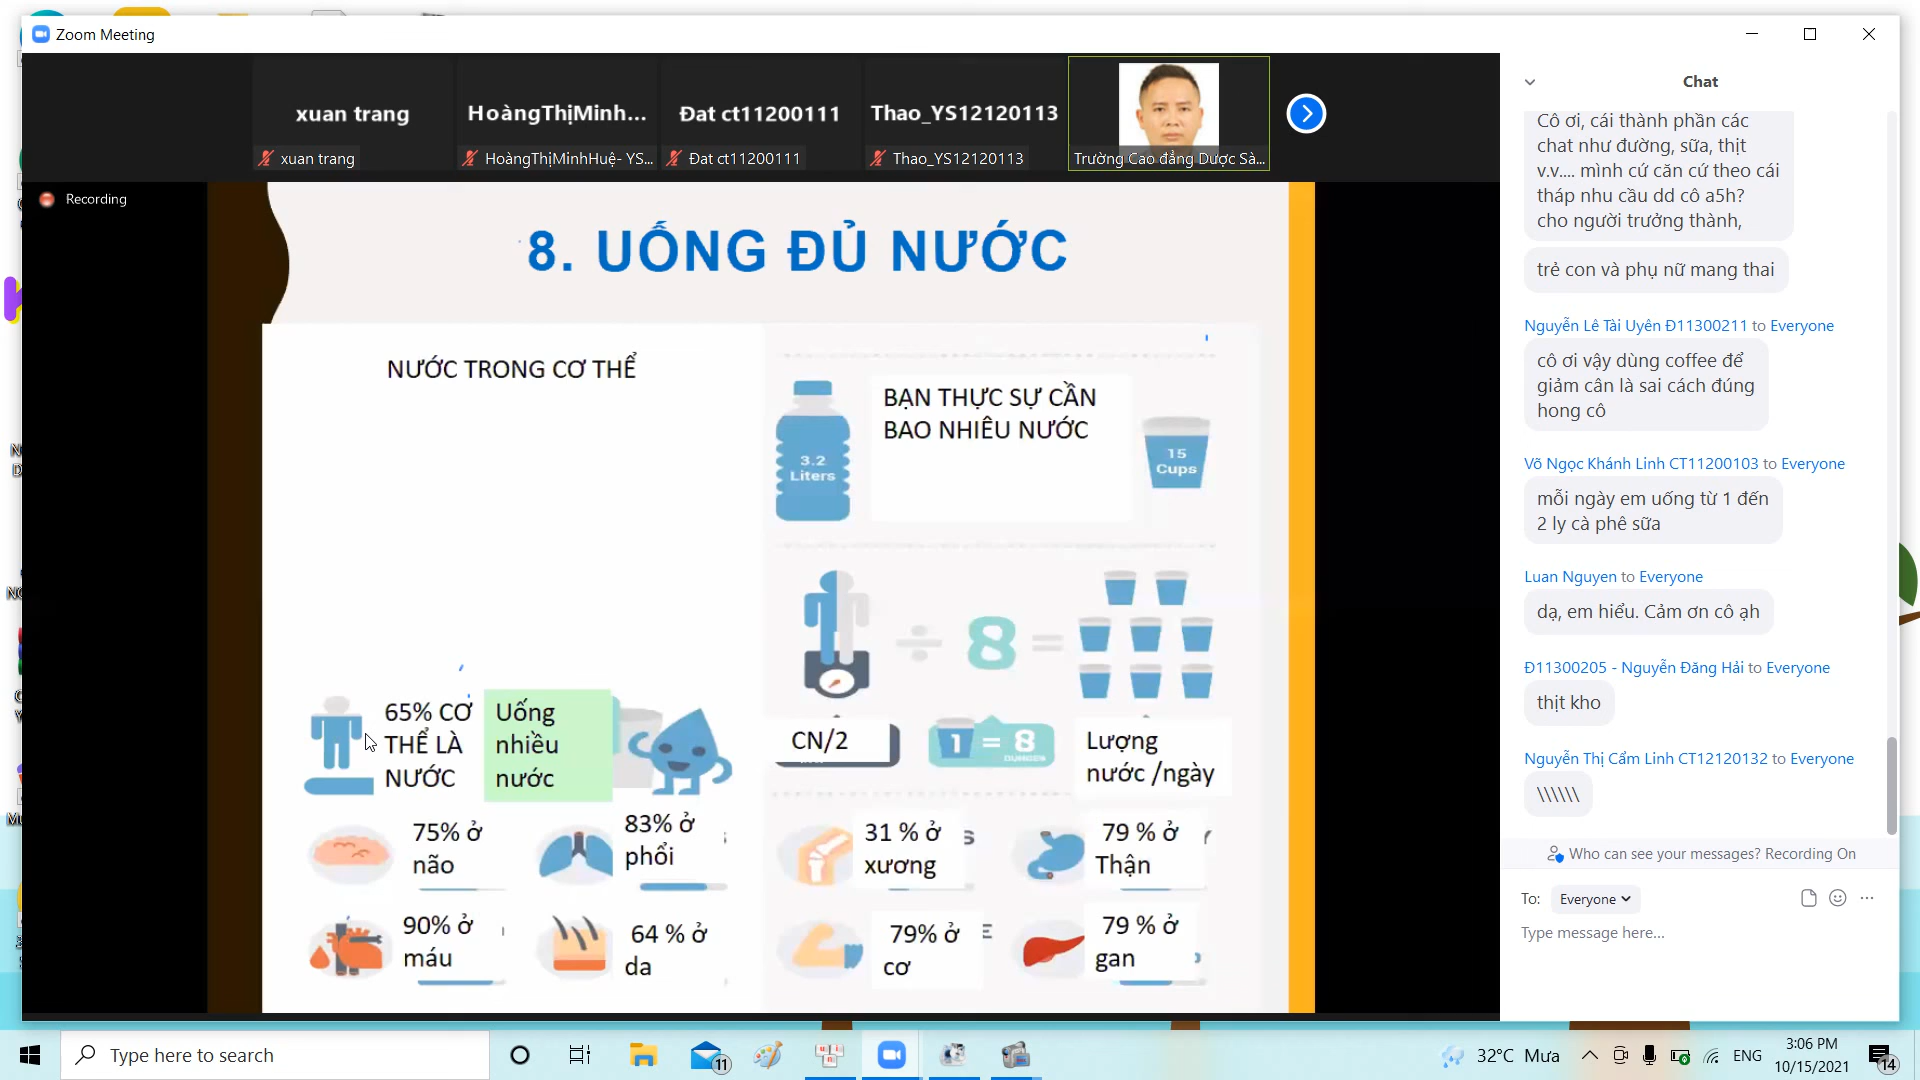 Zoom Meeting
xuan trang
HoàngThịMinh...
Đat ct11200111
Thao_YS12120113
xuan trang
HoàngThịMinhHuệ- YS...
Đat ct11200111
Thao_YS12120113
Trường Cao đẳng Dược Sà...
Recording
8. UỐNG ĐỦ NƯỚC
NƯỚC TRONG CƠ THỂ
65% CƠ
THỂ LÀ
NƯỚC
Uống
nhiều
nước
75% ở
não
83% ở
phổi
90% ở
máu
64 % ở
da
3.2
Liters
BẠN THỰC SỰ CẦN
BAO NHIÊU NƯỚC
15
Cups
÷ 8 =
CN/2
1 = 8
Lượng
nước /ngày
31 % ở
xương
79 % ở
Thận
79% ở
cơ
79 % ở
gan
Chat
Cô ơi, cái thành phần các
chat như đường, sữa, thịt
v.v.... mình cứ căn cứ theo cái
tháp nhu cầu dd cô a5h?
cho người trưởng thành,
trẻ con và phụ nữ mang thai
Nguyễn Lê Tài Uyên Đ11300211 to Everyone
cô ơi vậy dùng coffee để
giảm cân là sai cách đúng
hong cô
Võ Ngọc Khánh Linh CT11200103 to Everyone
mỗi ngày em uống từ 1 đến
2 ly cà phê sữa
Luan Nguyen to Everyone
dạ, em hiểu. Cảm ơn cô ạh
Đ11300205 - Nguyễn Đăng Hải to Everyone
thịt kho
Nguyễn Thị Cẩm Linh CT12120132 to Everyone
\\\\\\
Who can see your messages? Recording On
To: Everyone
Type message here...
Type here to search
11
32°C Mưa
ENG
3:06 PM
10/15/2021
14